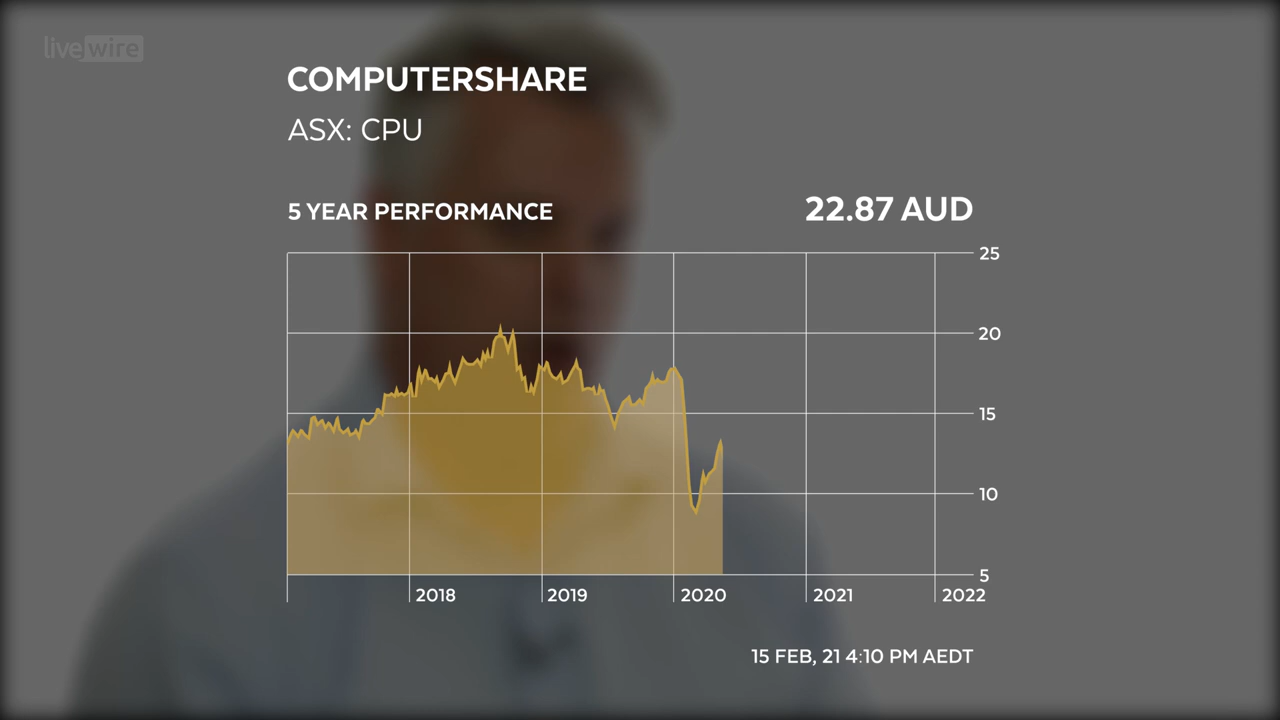 livewire
COMPUTERSHARE
ASX: CPU
5 YEAR PERFORMANCE
22.87 AUD
25
20
15
10
5
2018
2019
2020
2021
2022
15 FEB, 21 4:10 PM AEDT